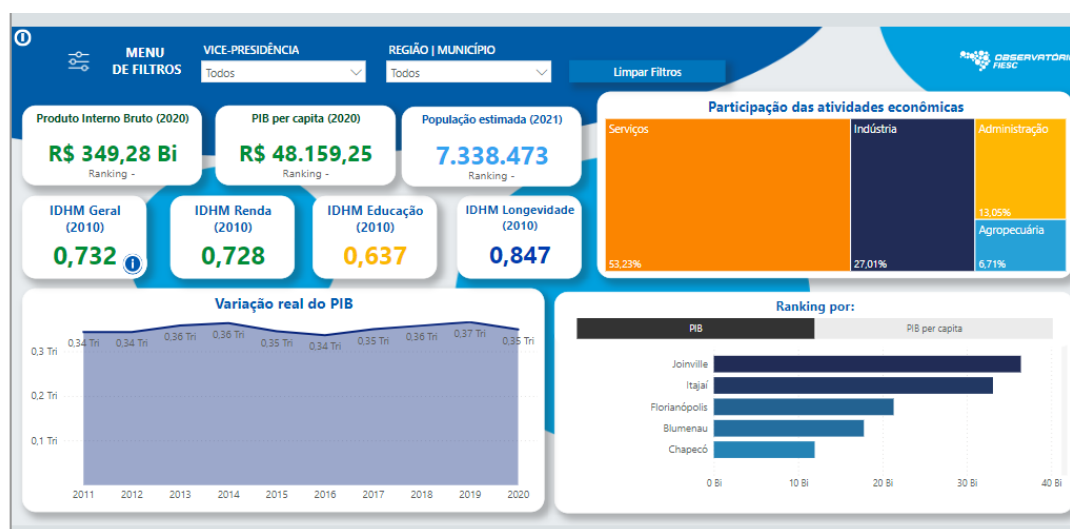 MENU
DE FILTROS
VICE-PRESIDÊNCIA
Todos
REGIÃO | MUNICÍPIO
Todos
Limpar Filtros
OBSERVATÓRIO
FIESC
Produto Interno Bruto (2020)
R$ 349,28 Bi
Ranking -
PIB per capita (2020)
R$ 48.159,25
Ranking -
População estimada (2021)
7.338.473
Ranking -
IDHM Geral
(2010)
0,732
i
IDHM Renda
(2010)
0,728
IDHM Educação
(2010)
0,637
IDHM Longevidade
(2010)
0,847
Participação das atividades econômicas
Serviços
53,23%
Indústria
27,01%
Administração
13,05%
Agropecuária
6,71%
Variação real do PIB
0,3 Tri
0,2 Tri
0,1 Tri
0,34 Tri
0,34 Tri
0,36 Tri
0,36 Tri
0,35 Tri
0,34 Tri
0,35 Tri
0,36 Tri
0,37 Tri
0,35 Tri
2011 2012 2013 2014 2015 2016 2017 2018 2019 2020
Ranking por:
PIB
PIB per capita
Joinville
Itajaí
Florianópolis
Blumenau
Chapecó
0 Bi 10 Bi 20 Bi 30 Bi 40 Bi